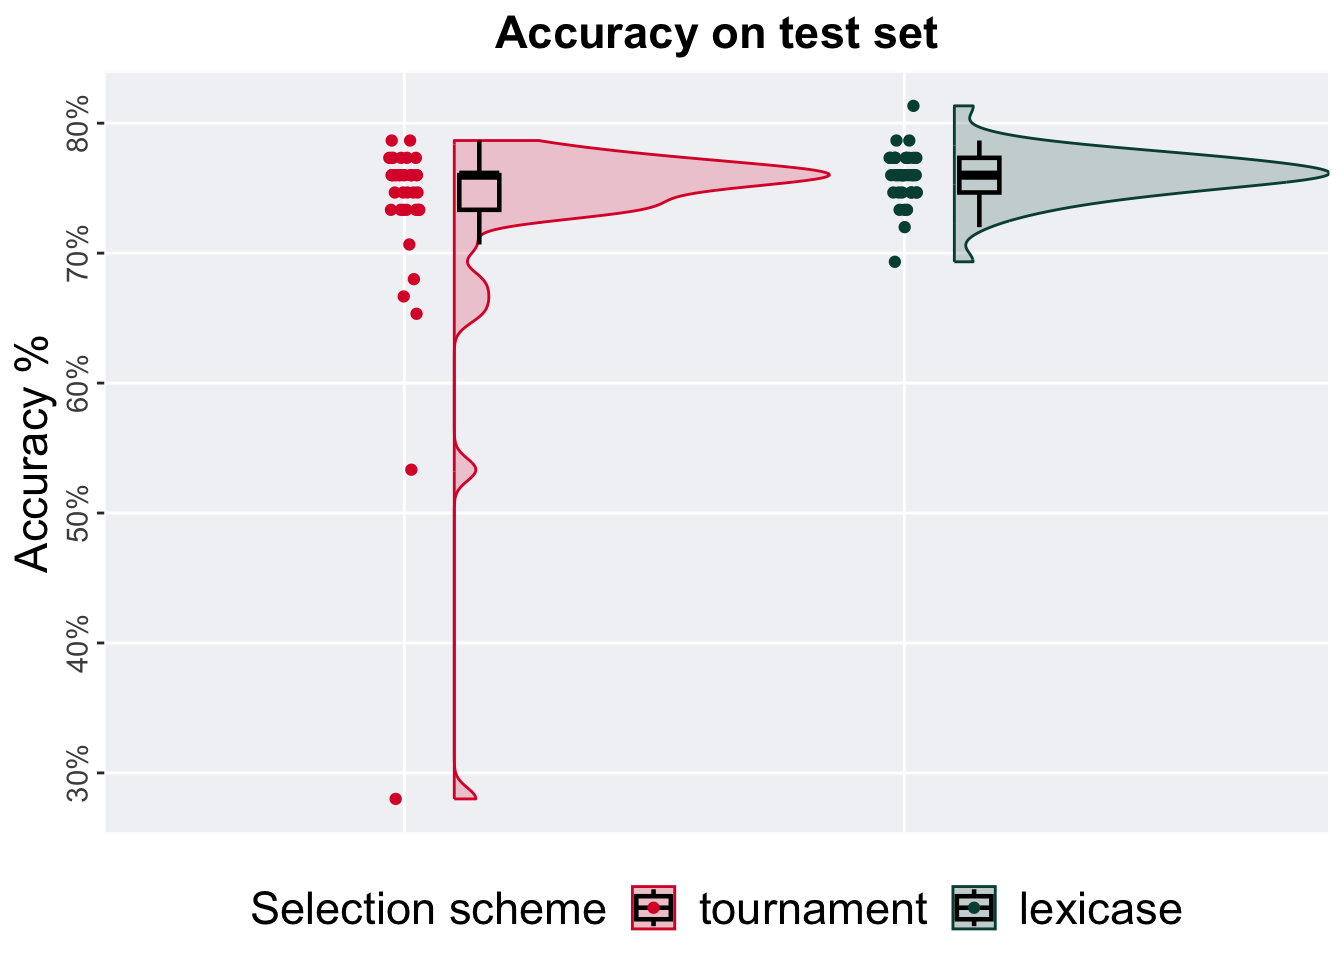 Accuracy on test set
Accuracy %
80%
70%
60%
50%
40%
30%
Selection scheme tournament lexicase